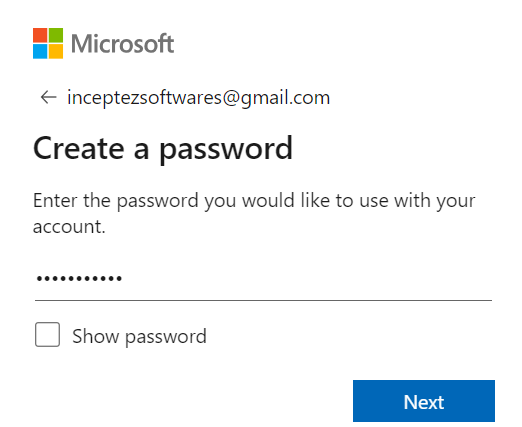 Microsoft
← inceptezsoftwares@gmail.com
Create a password
Enter the password you would like to use with your
account.
•••••••••••
Show password
Next